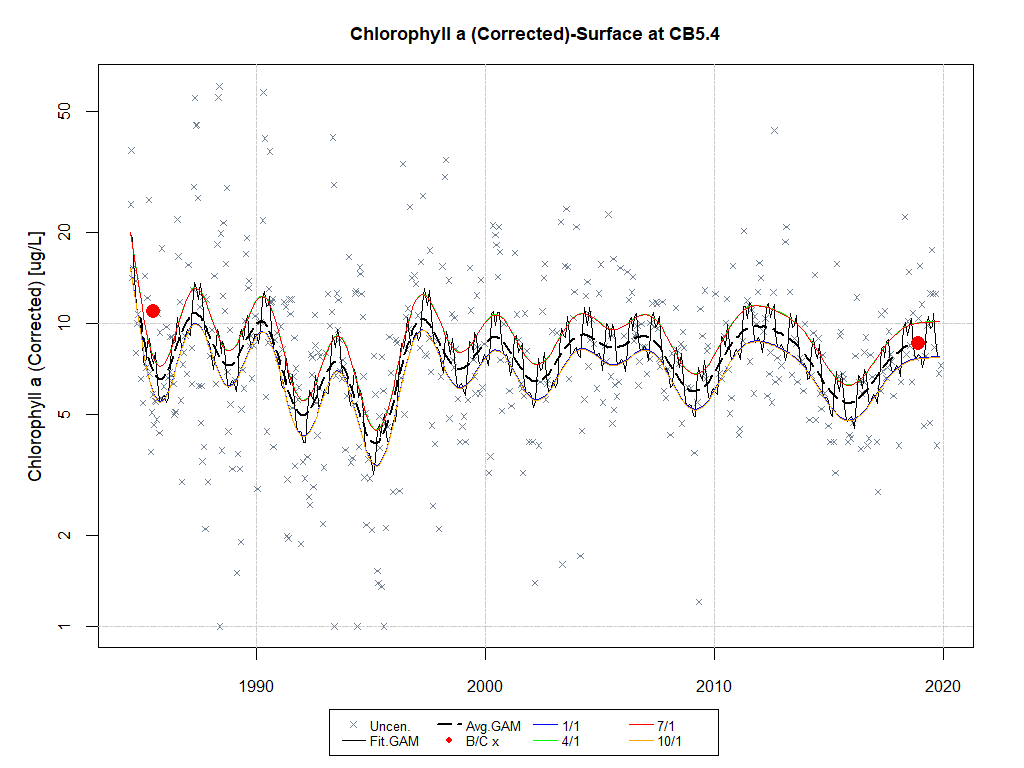 Chlorophyll a (Corrected)-Surface at CB5.4
Chlorophyll a (Corrected) [ug/L]
50
20
10
5
2
1
1990 2000 2010 2020
Uncen. Avg.GAM 1/1 7/1
Fit.GAM B/C x 4/1 10/1